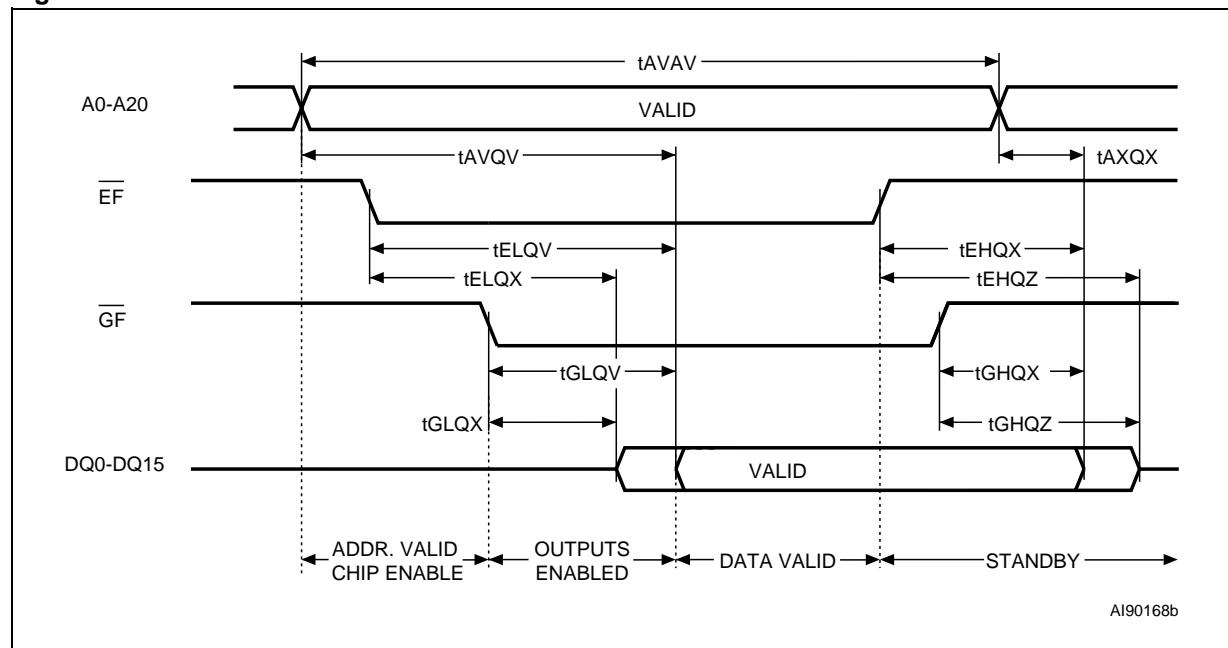 tAVAV
A0-A20
VALID
tAVQV
tAXQX
EF
tELQV
tEHQX
tELQX
tEHQZ
GF
tGLQV
tGHQX
tGLQX
tGHQZ
DQ0-DQ15
VALID
ADDR. VALID
CHIP ENABLE
OUTPUTS
ENABLED
DATA VALID
STANDBY
AI90168b